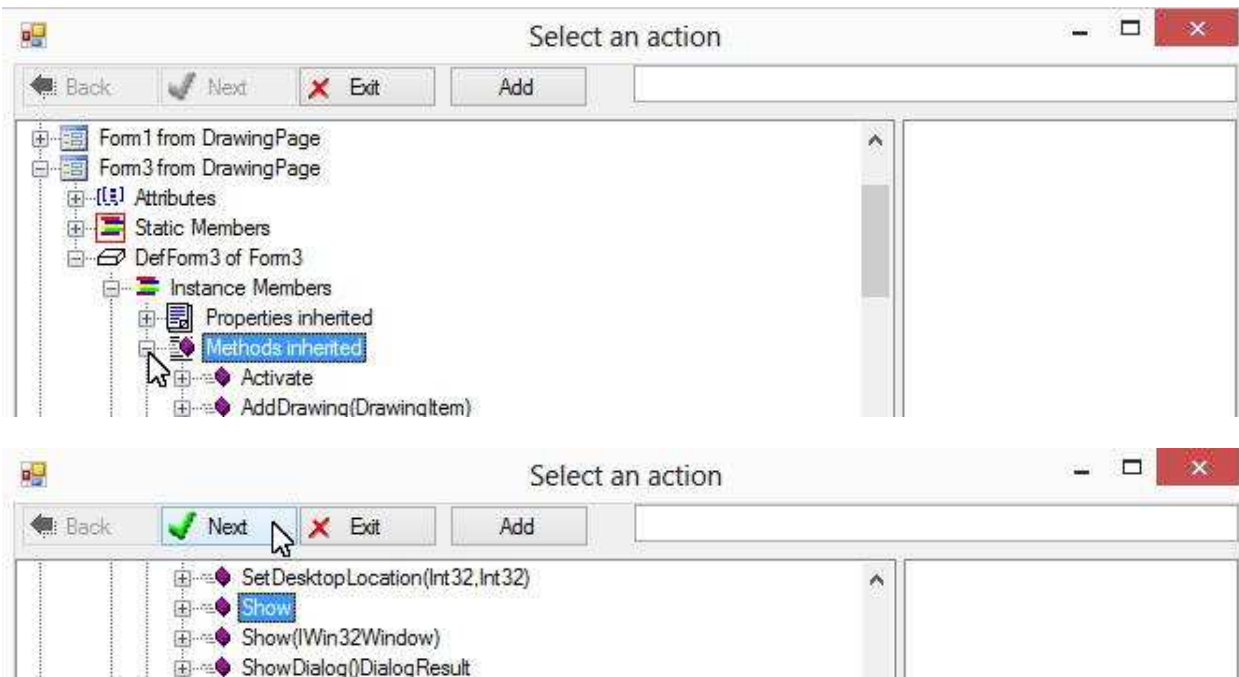 Select an action
Back Next Exit Add
Form1 from DrawingPage
Form3 from DrawingPage
Attributes
Static Members
DefForm3 of Form3
Instance Members
Properties inherited
Methods inherited
Activate
AddDrawing(DrawingItem)
Select an action
Back Next Exit Add
SetDesktopLocation(Int32,Int32)
Show
Show(IWin32Window)
ShowDialog()DialogResult